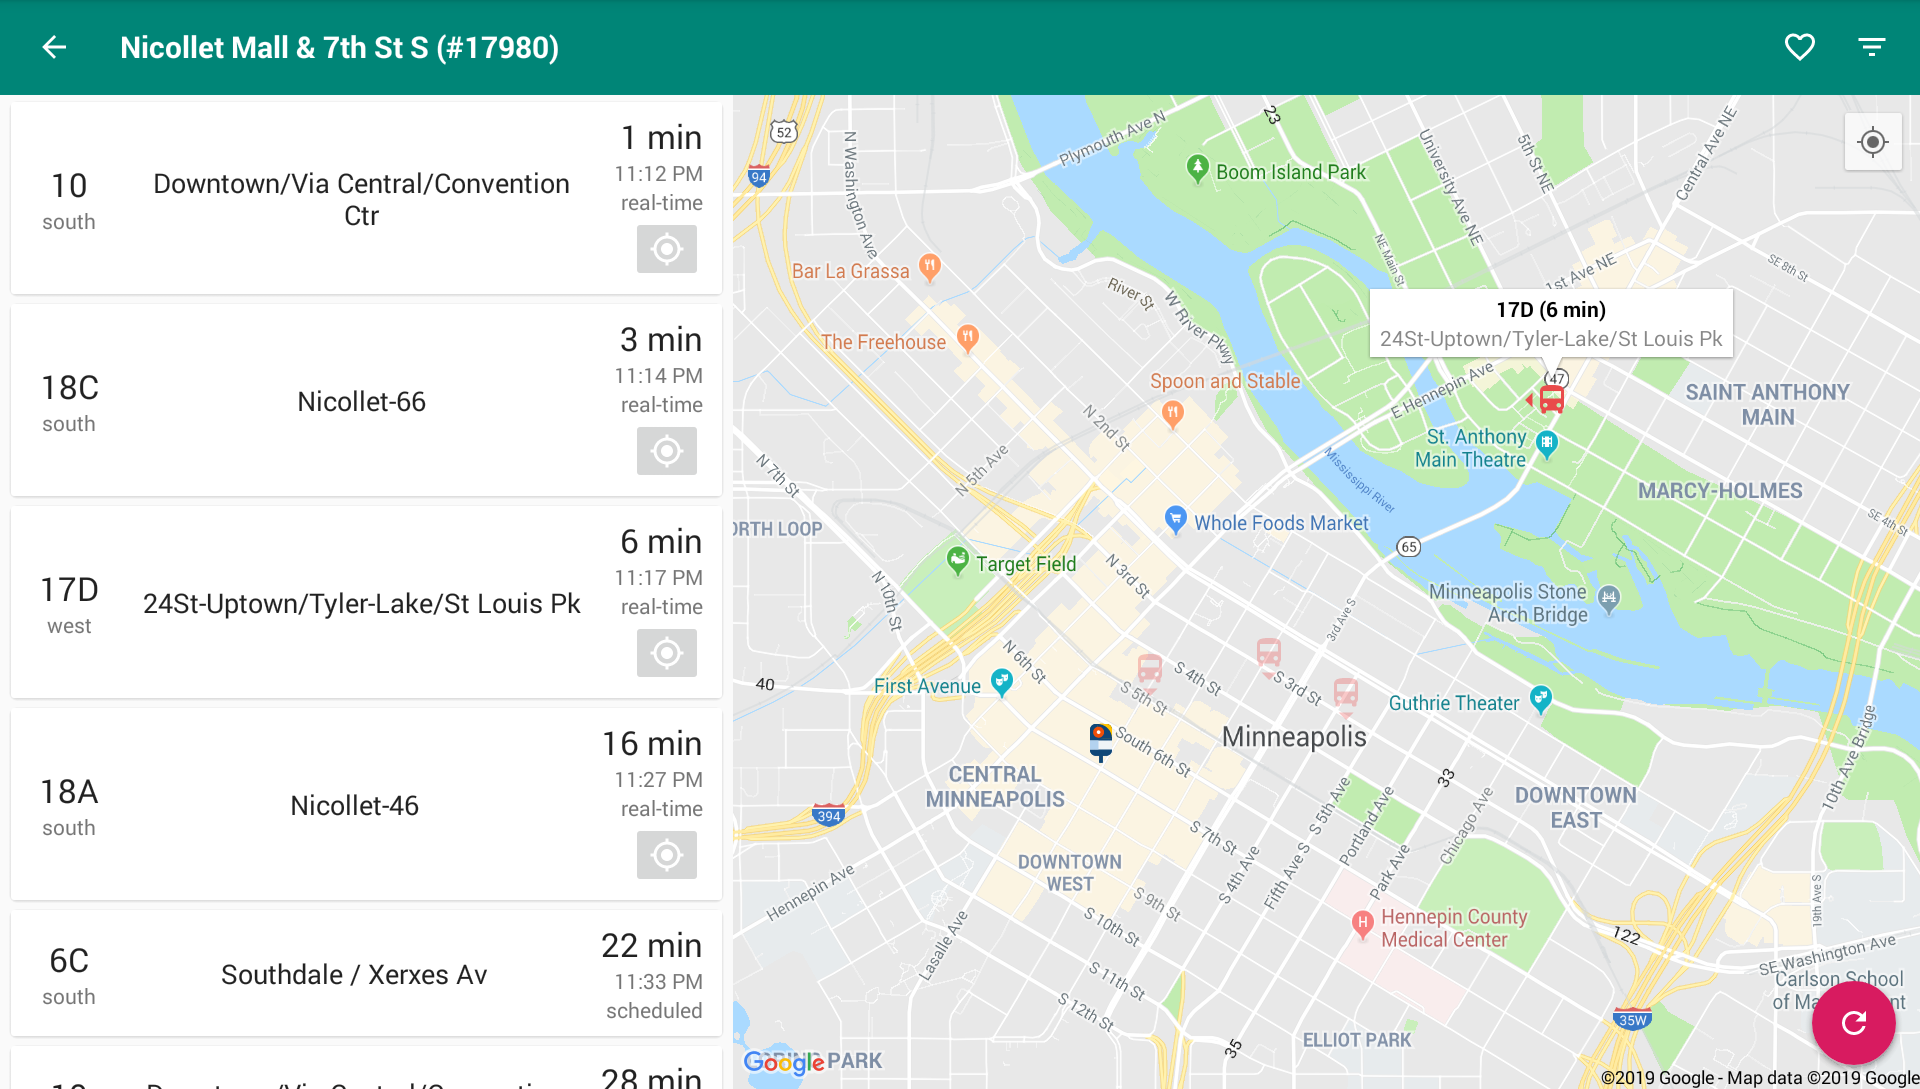 Nicollet Mall & 7th St S (#17980)
10
south
Downtown/Via Central/Convention
Ctr
1 min
11:12 PM
real-time
18C
south
Nicollet-66
3 min
11:14 PM
real-time
17D
west
24St-Uptown/Tyler-Lake/St Louis Pk
6 min
11:17 PM
real-time
18A
south
Nicollet-46
16 min
11:27 PM
real-time
6C
south
Southdale / Xerxes Av
22 min
11:33 PM
scheduled
28 min
52
94
N Washington Ave
Plymouth Ave N
23
Boom Island Park
University Ave NE
5th St NE
Central Ave NE
NE Main St
1st Ave NE
SE 8th St
Bar La Grassa
River St
W River Pkwy
The Freehouse
17D (6 min)
24St-Uptown/Tyler-Lake/St Louis Pk
47
E Hennepin Ave
Spoon and Stable
SAINT ANTHONY
MAIN
N 2nd St
St. Anthony
Main Theatre
N 7th St
N 5th Ave
Mississippi River
MARCY-HOLMES
SE 4th St
ORTH LOOP
Whole Foods Market
65
Target Field
N 3rd St
N 10th St
Minneapolis Stone
Arch Bridge
3rd Ave S
N 6th St
40
First Avenue
S 4th St
S 3rd St
S 5th St
Guthrie Theater
Minneapolis
South 6th St
10th Ave Bridge
CENTRAL
MINNEAPOLIS
33
DOWNTOWN
EAST
394
S 7th St
S 5th Ave
Portland Ave
Chicago Ave
DOWNTOWN
WEST
Hennepin Ave
S 4th Ave
Fifth Ave S
Park Ave
S 9th St
19th Ave S
S 10th St
Lasalle Ave
H
Hennepin County
Medical Center
122
SE Washington Ave
S 11th St
Carlson School
S 12th St
35W
35
ELLIOT PARK
Google
PARK
©2019 Google - Map data ©2019 Google